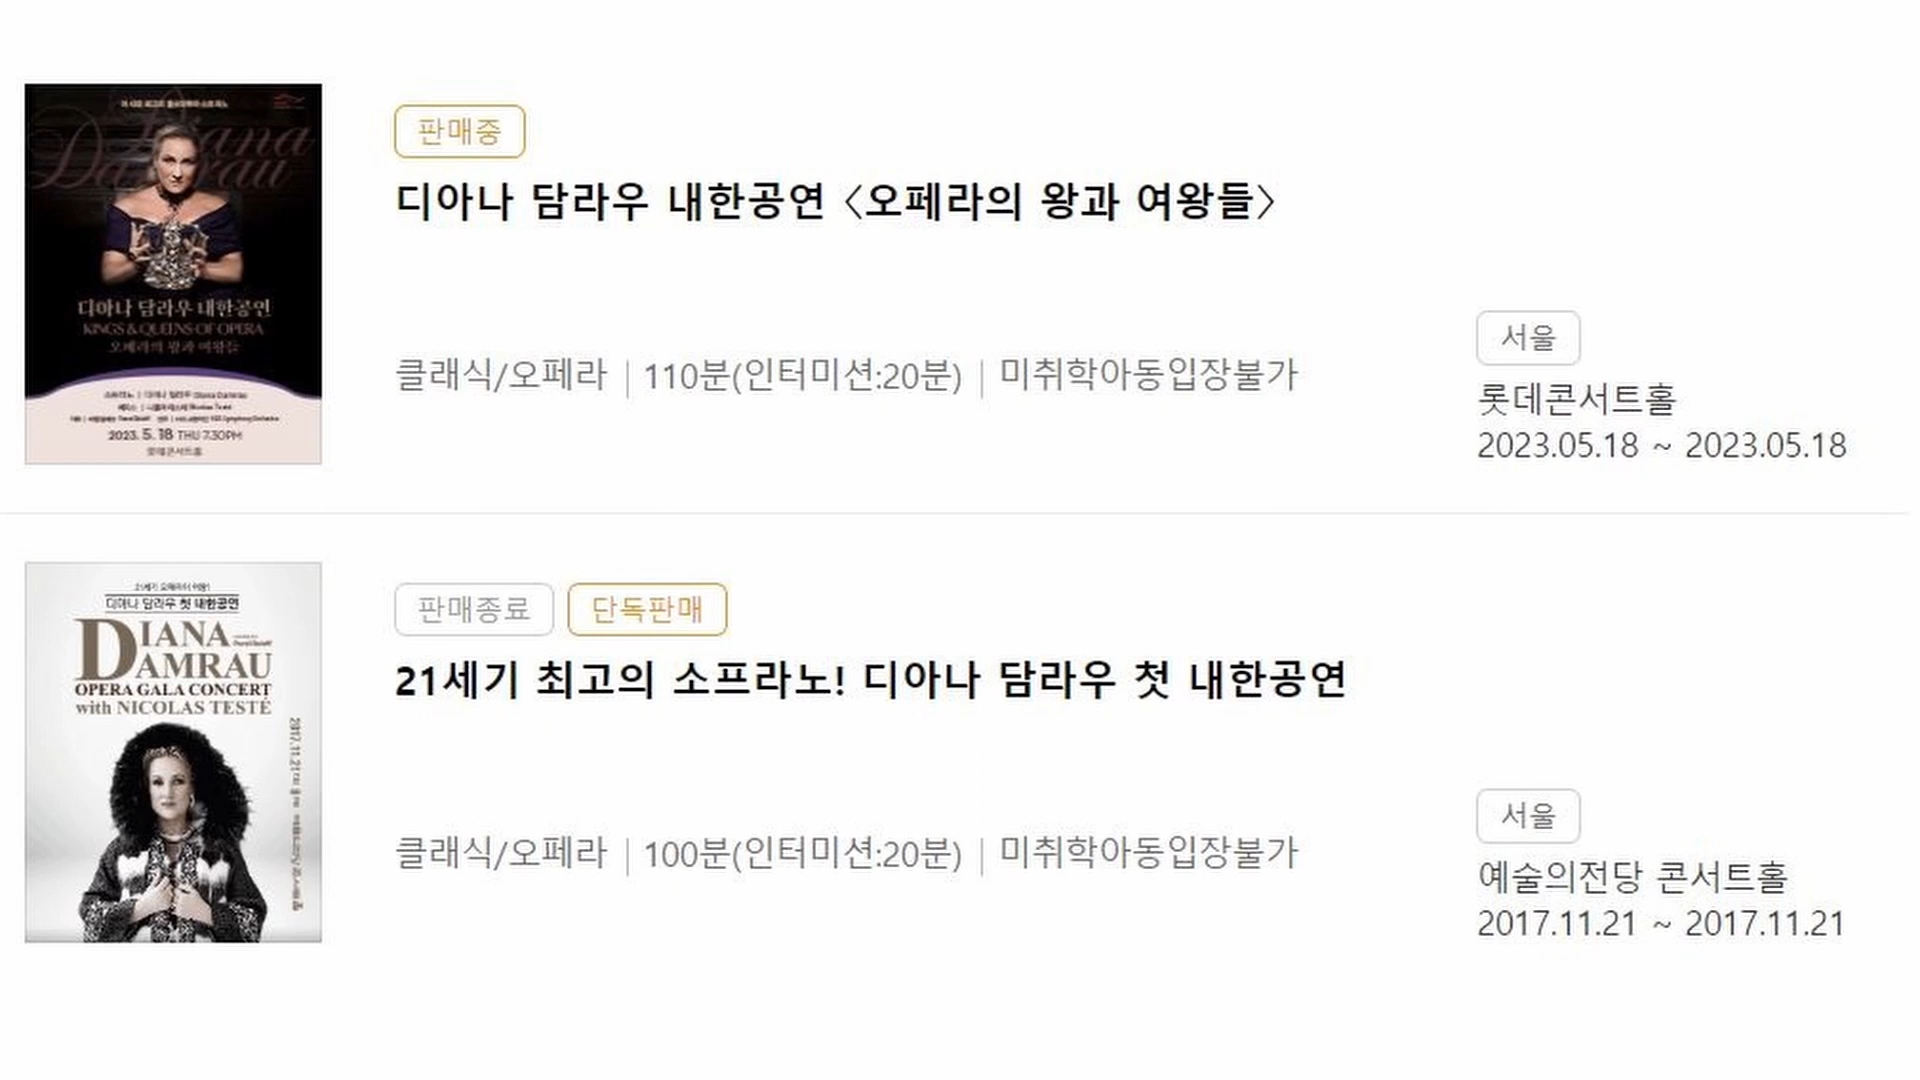 Diana
Damrau
디아나 담라우 내한공연
KINGS & QUEENS OF OPERA
오페라의 왕과 여왕들
2023. 5. 18 THU 7:30PM
롯데콘서트홀
판매중
디아나 담라우 내한공연 〈오페라의 왕과 여왕들〉
클래식/오페라 | 110분(인터미션:20분) | 미취학아동입장불가
서울
롯데콘서트홀
2023.05.18 ~ 2023.05.18
디아나 담라우 첫 내한공연
DIANA
DAMRAU
OPERA GALA CONCERT
with NICOLAS TESTÉ
판매종료 단독판매
21세기 최고의 소프라노! 디아나 담라우 첫 내한공연
클래식/오페라 | 100분(인터미션:20분) | 미취학아동입장불가
서울
예술의전당 콘서트홀
2017.11.21 ~ 2017.11.21